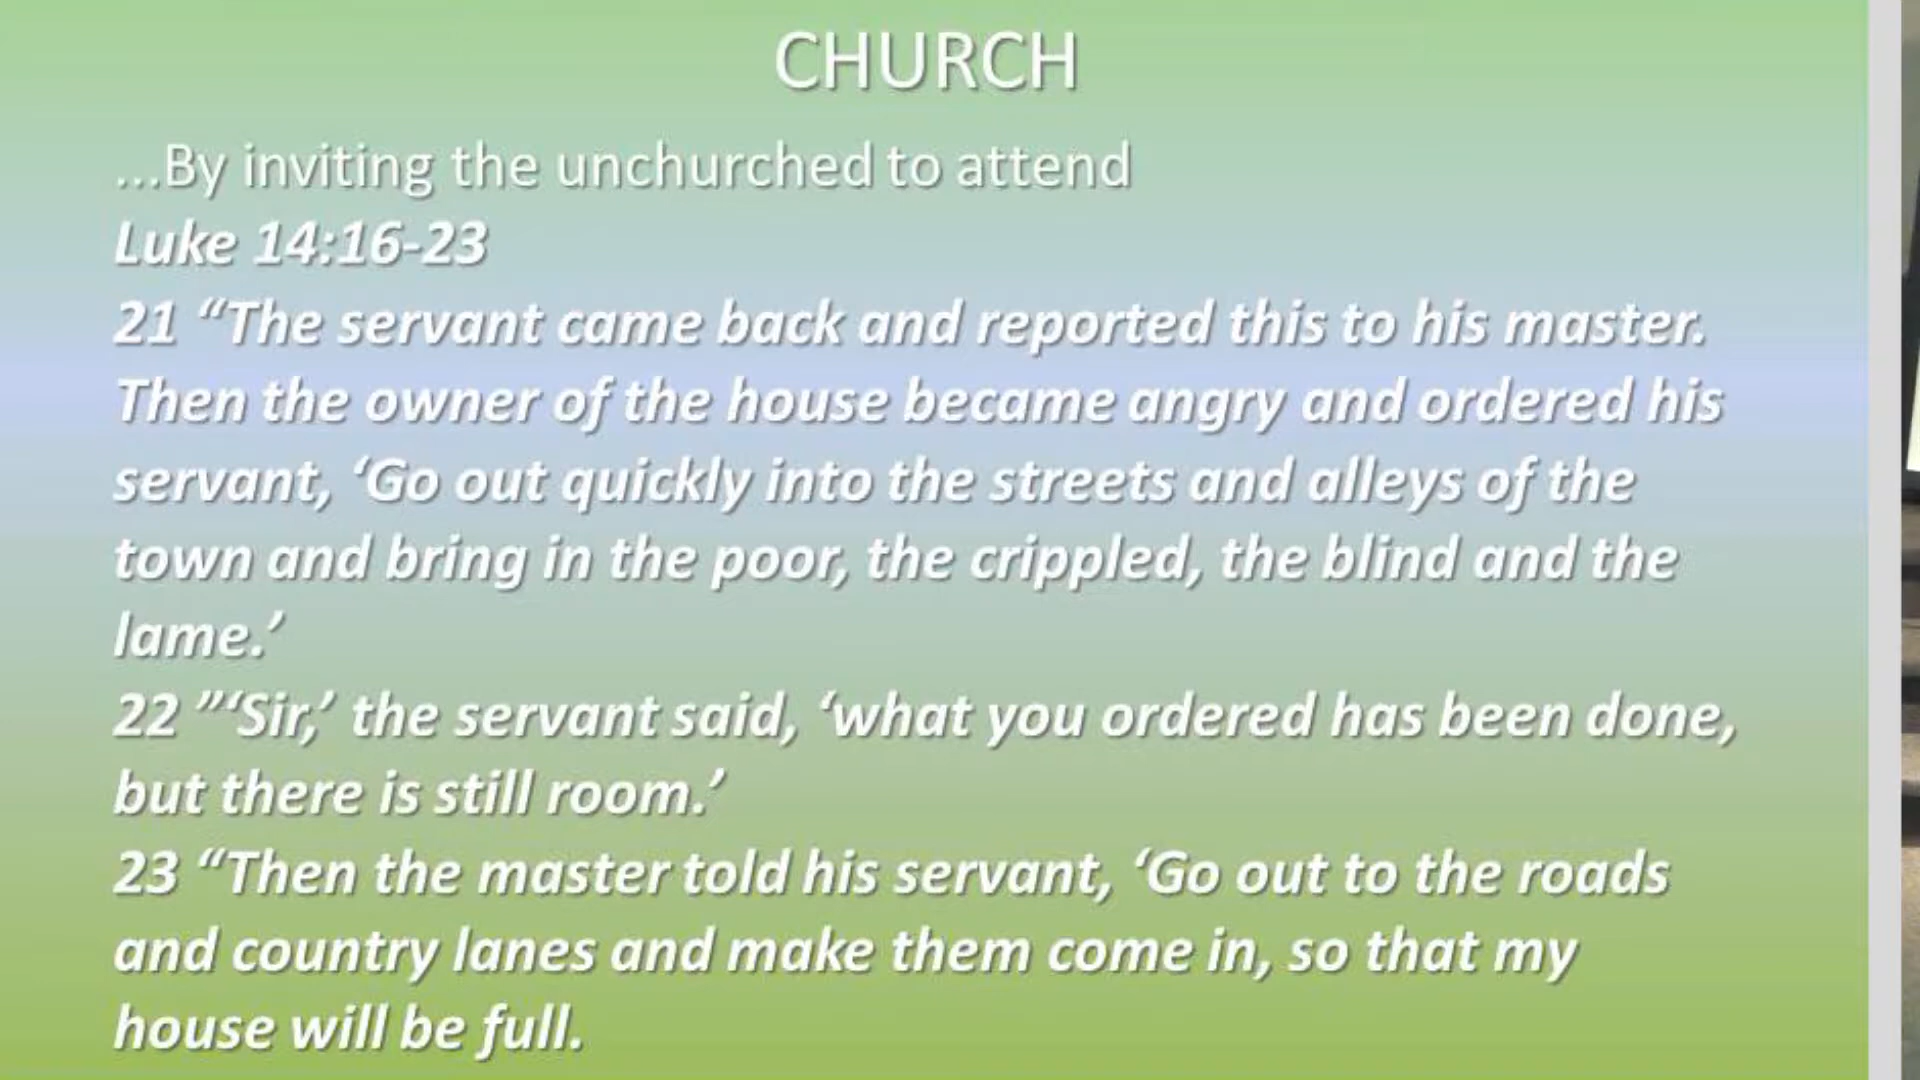 CHURCH
...By inviting the unchurched to attend
Luke 14:16-23
21 “The servant came back and reported this to his master.
Then the owner of the house became angry and ordered his
servant, ‘Go out quickly into the streets and alleys of the
town and bring in the poor, the crippled, the blind and the
lame.’
22 ”‘Sir,’ the servant said, ‘what you ordered has been done,
but there is still room.’
23 “Then the master told his servant, ‘Go out to the roads
and country lanes and make them come in, so that my
house will be full.